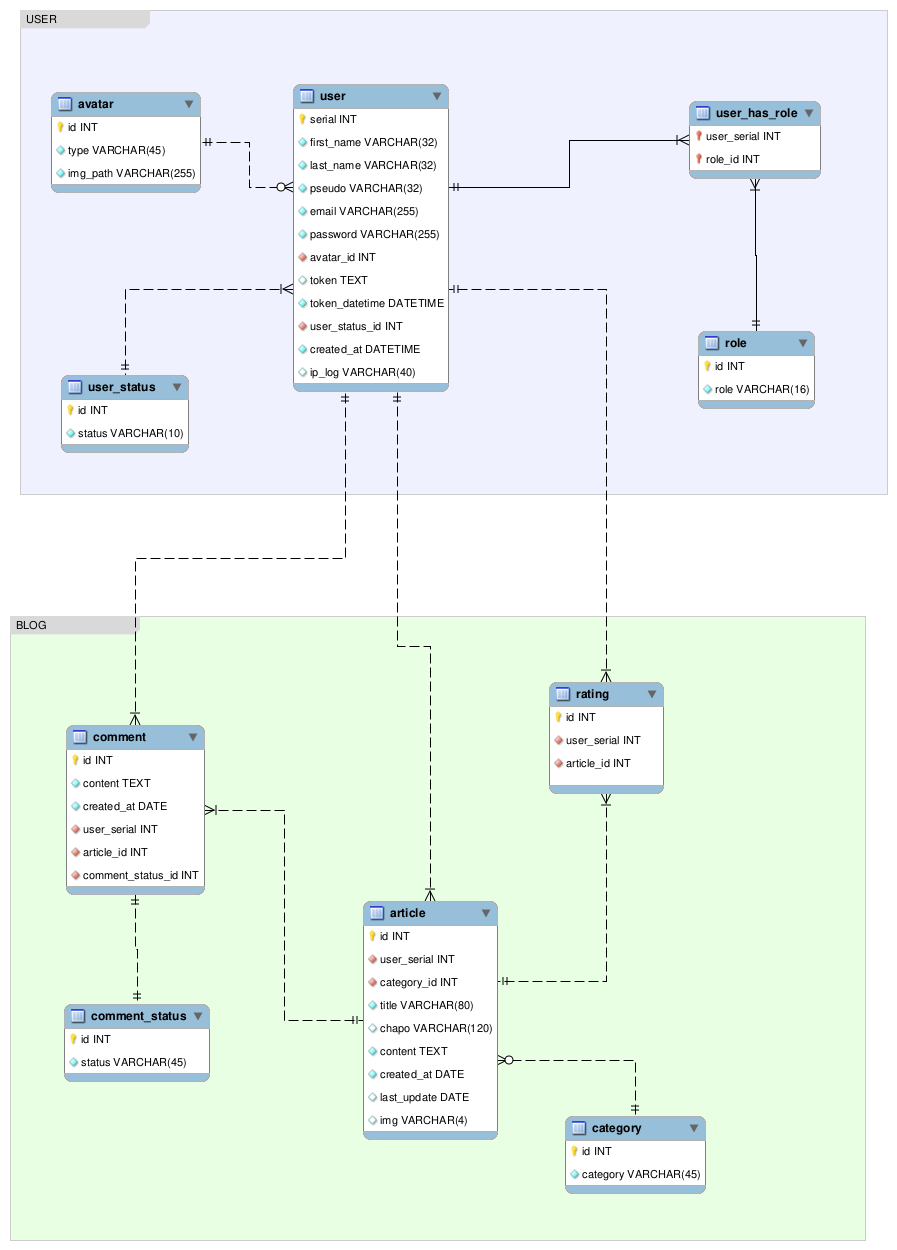 USER
avatar
id INT
type VARCHAR(45)
img_path VARCHAR(255)
user
serial INT
first_name VARCHAR(32)
last_name VARCHAR(32)
pseudo VARCHAR(32)
email VARCHAR(255)
password VARCHAR(255)
avatar_id INT
token TEXT
token_datetime DATETIME
user_status_id INT
created_at DATETIME
ip_log VARCHAR(40)
user_has_role
user_serial INT
role_id INT
user_status
id INT
status VARCHAR(10)
role
id INT
role VARCHAR(16)
BLOG
comment
id INT
content TEXT
created_at DATE
user_serial INT
article_id INT
comment_status_id INT
rating
id INT
user_serial INT
article_id INT
article
id INT
user_serial INT
category_id INT
title VARCHAR(80)
chapo VARCHAR(120)
content TEXT
created_at DATE
last_update DATE
img VARCHAR(4)
comment_status
id INT
status VARCHAR(45)
category
id INT
category VARCHAR(45)